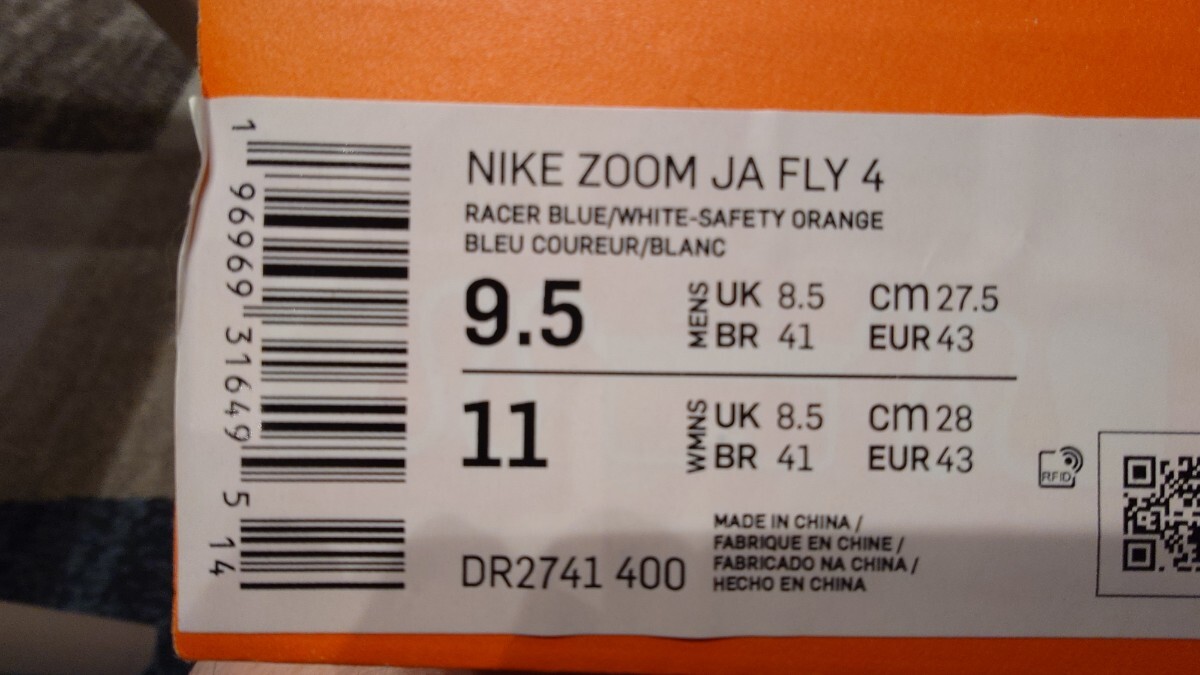 1 96969 31649 5 14
NIKE ZOOM JA FLY 4
RACER BLUE/WHITE-SAFETY ORANGE
BLEU COUREUR/BLANC
9.5 MENS UK 8.5 cm 27.5
BR 41 EUR 43
11 WMNS UK 8.5 cm 28
BR 41 EUR 43
RFID
DR2741 400
MADE IN CHINA /
FABRIQUE EN CHINE /
FABRICADO NA CHINA /
HECHO EN CHINA